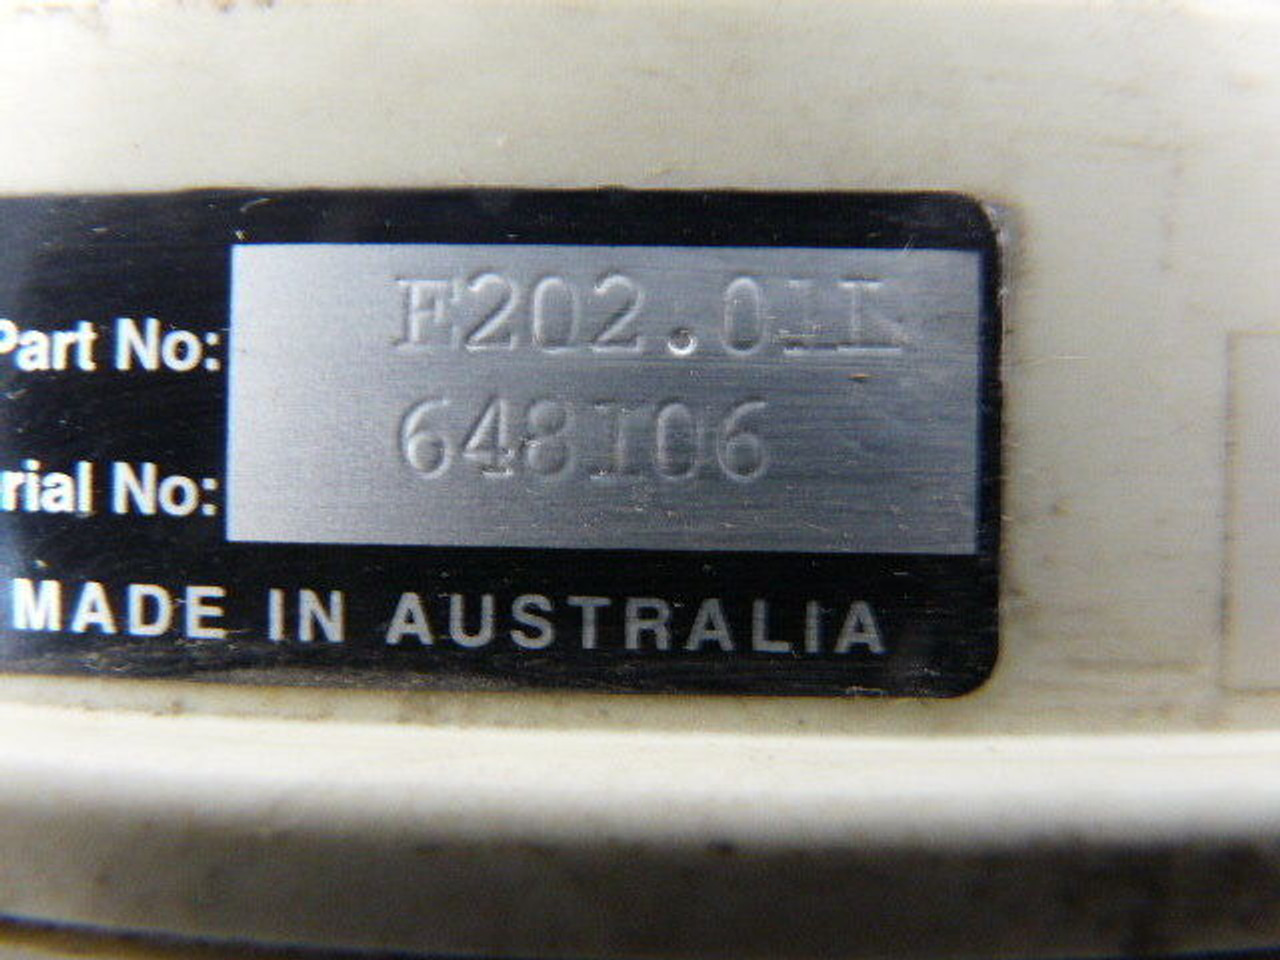 Part No: F202.01L
rial No: 648106
MADE IN AUSTRALIA